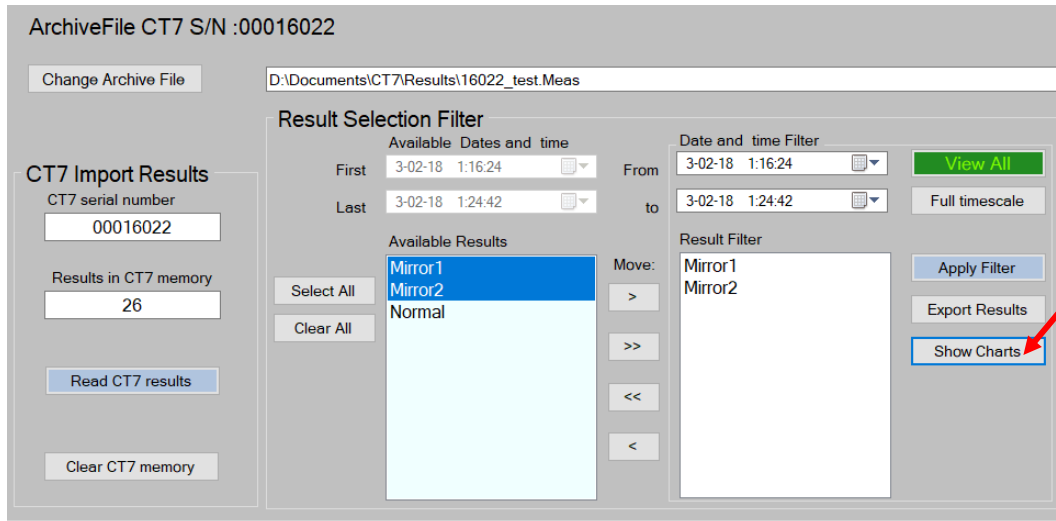 ArchiveFile CT7 S/N :00016022
Change Archive File
D:\Documents\CT7\Results\16022_test.Meas
Result Selection Filter
Available Dates and time
Date and time Filter
First 3-02-18 1:16:24 From 3-02-18 1:16:24 View All
Last 3-02-18 1:24:42 to 3-02-18 1:24:42 Full timescale
CT7 Import Results
CT7 serial number
00016022
Results in CT7 memory
26
Read CT7 results
Clear CT7 memory
Available Results
Mirror1
Mirror2
Normal
Select All
Clear All
Move:
>
>>
<<
<
Result Filter
Mirror1
Mirror2
Apply Filter
Export Results
Show Charts